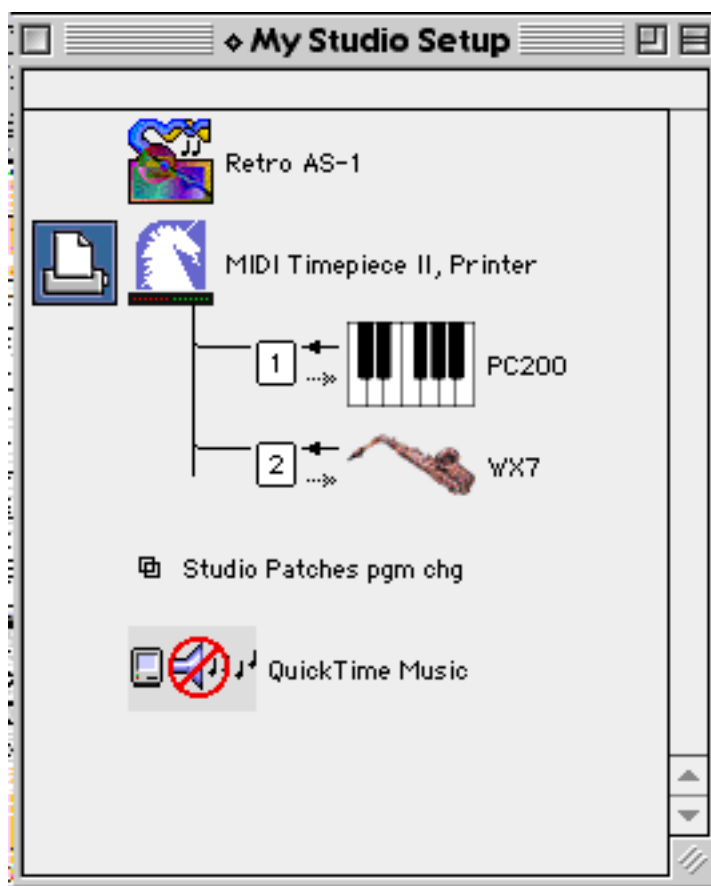 My Studio Setup
Retro AS-1
MIDI Timepiece II, Printer
1
PC200
2
WX7
Studio Patches pgm chg
QuickTime Music